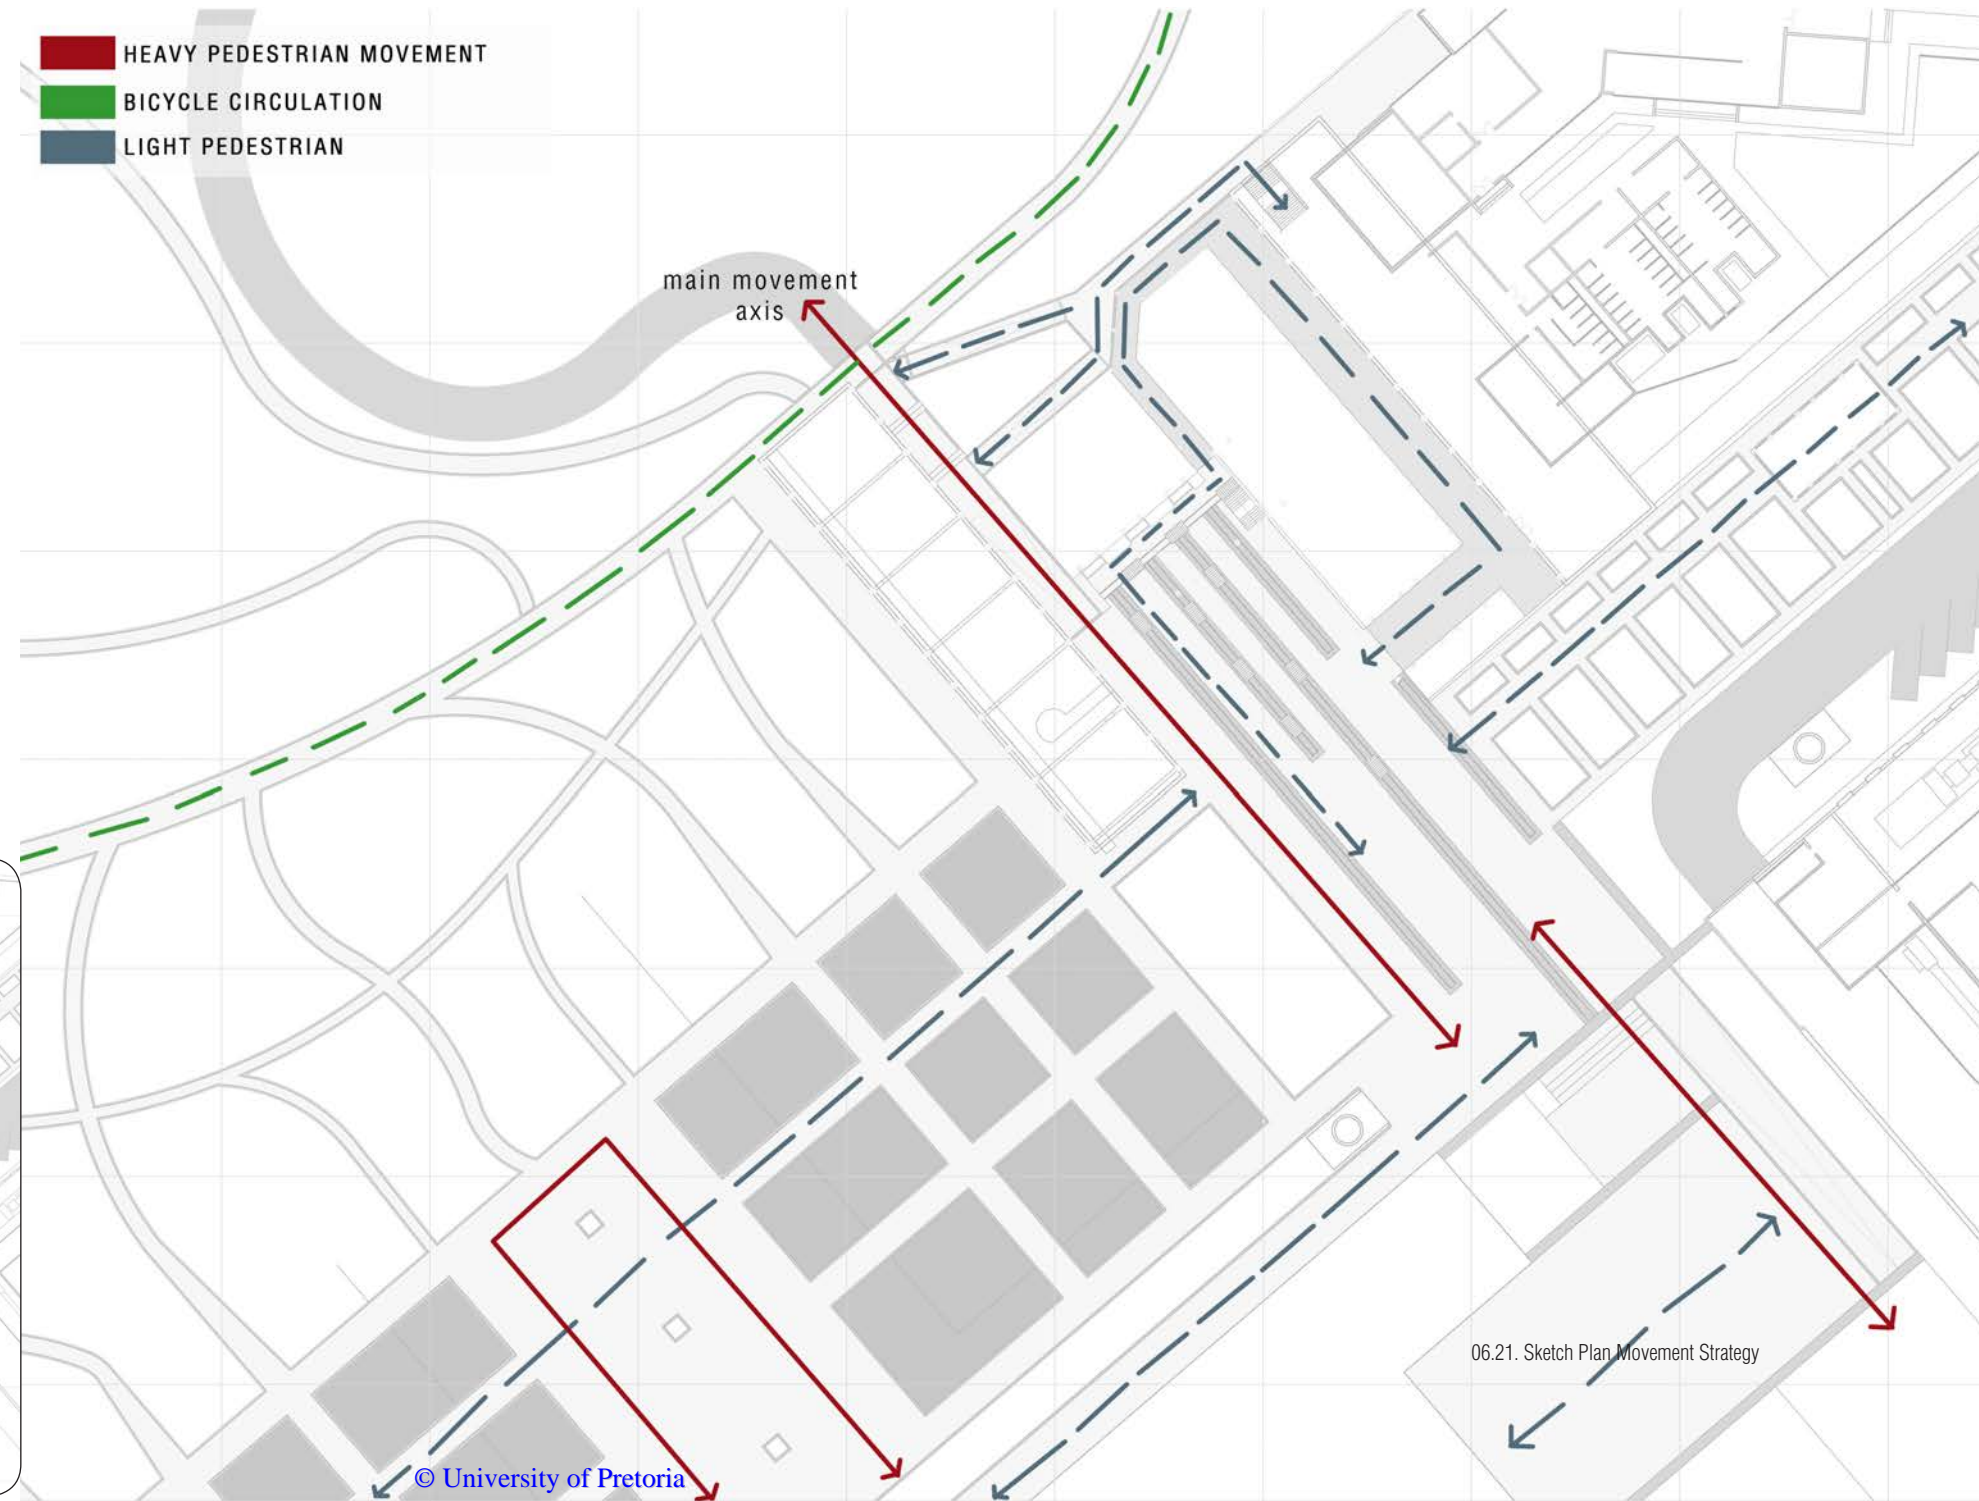 HEAVY PEDESTRIAN MOVEMENT
BICYCLE CIRCULATION
LIGHT PEDESTRIAN
main movement
axis
06.21. Sketch Plan Movement Strategy
© University of Pretoria